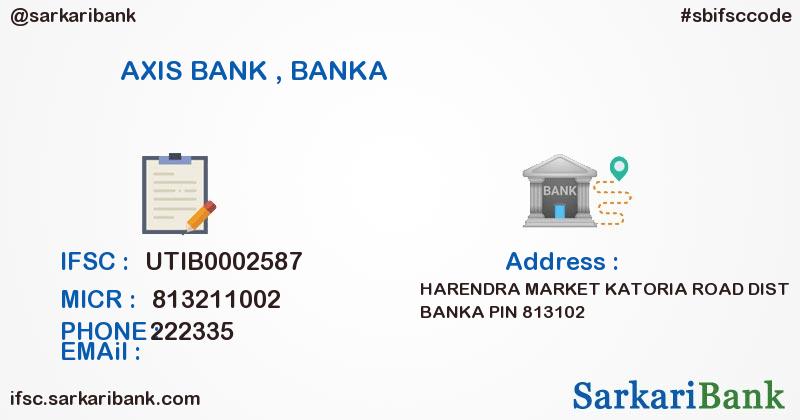 @sarkaribank
#sbifsccode
AXIS BANK , BANKA
BANK
IFSC : UTIB0002587
MICR : 813211002
PHONE : 222335
EMAil :
Address :
HARENDRA MARKET KATORIA ROAD DIST
BANKA PIN 813102
ifsc.sarkaribank.com
SarkariBank